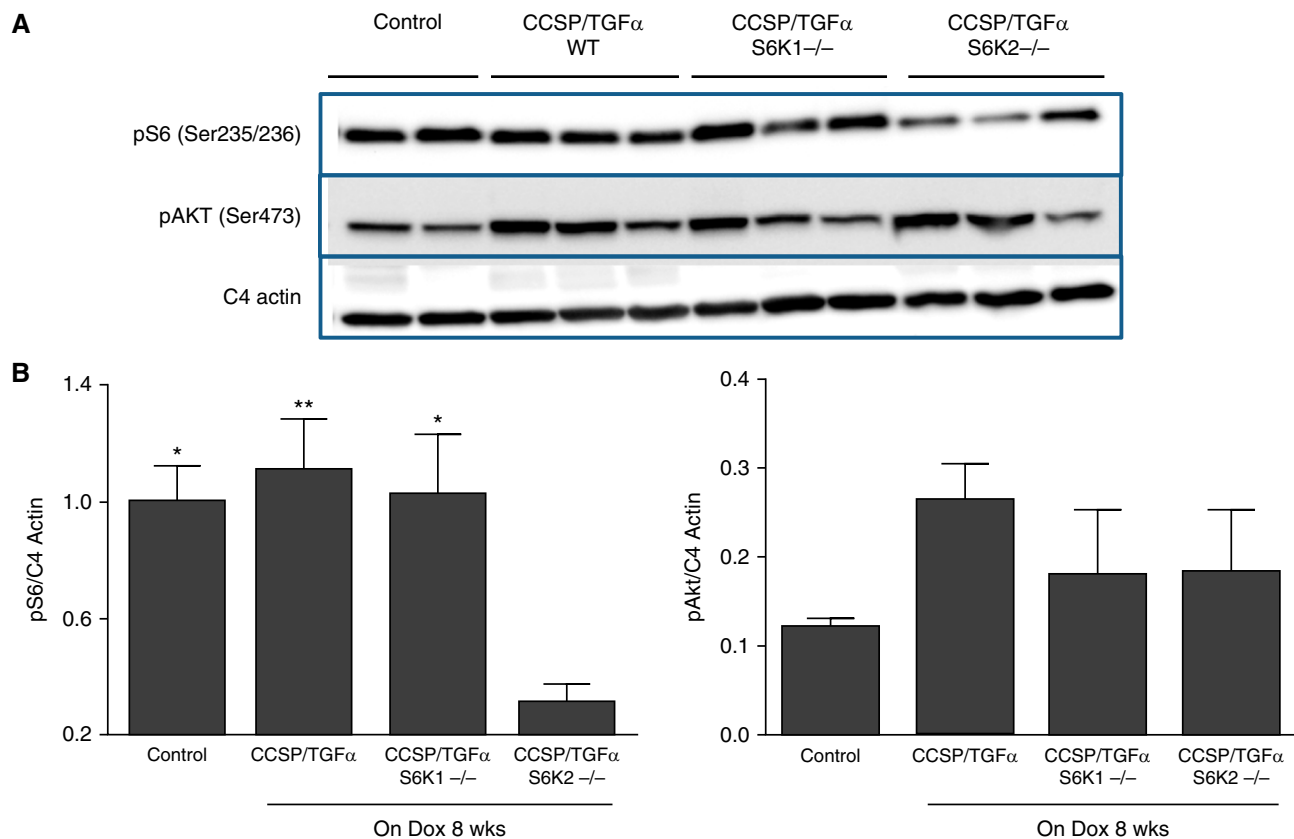 A
Control
CCSP/TGFα
WT
CCSP/TGFα
S6K1−/−
CCSP/TGFα
S6K2−/−
pS6 (Ser235/236)
pAKT (Ser473)
C4 actin
B
1.4
1.0
0.6
0.2
pS6/C4 Actin
*
**
*
Control
CCSP/TGFα
CCSP/TGFα
S6K1 −/−
CCSP/TGFα
S6K2 −/−
On Dox 8 wks
0.4
0.3
0.2
0.1
0.0
pAkt/C4 Actin
Control
CCSP/TGFα
CCSP/TGFα
S6K1 −/−
CCSP/TGFα
S6K2 −/−
On Dox 8 wks